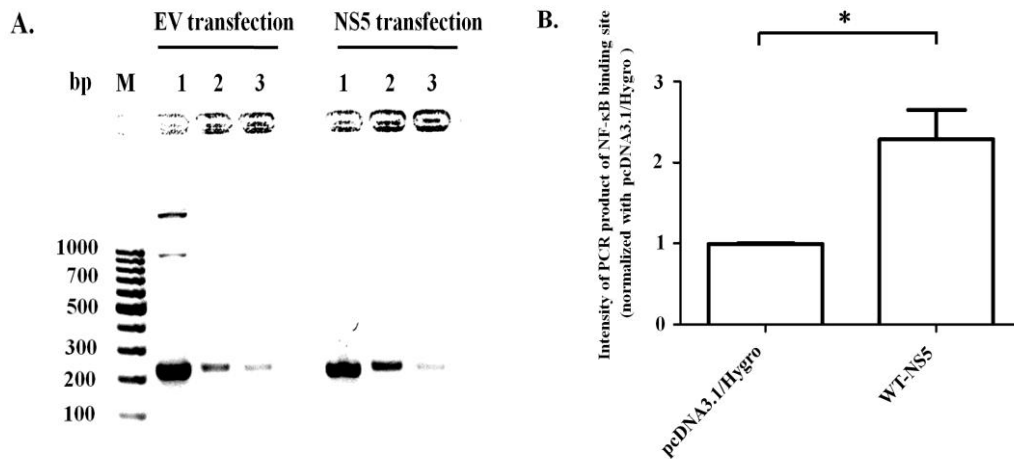 A.
EV transfection NS5 transfection
bp M 1 2 3 1 2 3
1000
700
500
300
200
100
B.
*
Intensity of PCR product of NF-κB binding site
(normalized with pcDNA3.1/Hygro )
3
2
1
0
pcDNA3.1/Hygro
WT-NS5